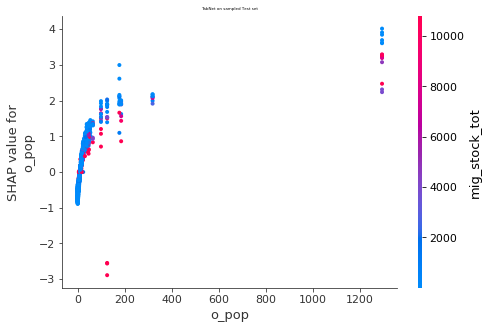 TabNet on sampled Test set
4
3
2
1
0
−1
−2
−3
SHAP value for
o_pop
0 200 400 600 800 1000 1200
o_pop
10000
8000
6000
4000
2000
mig_stock_tot